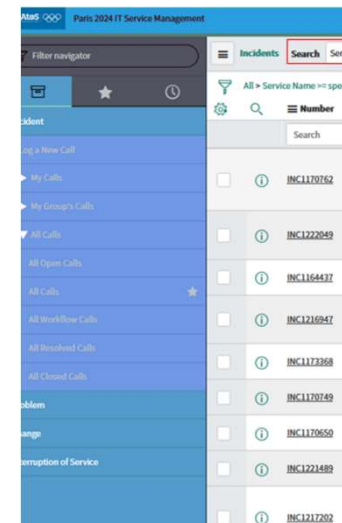 Atos Paris 2024 IT Service Management
Filter navigator
cident
Log a New Call
My Calls
My Group's Calls
All Calls
All Open Calls
All Calls
All Workflow Calls
All Resolved Calls
All Closed Calls
oblem
ange
terruption of Service
Incidents Search Ser
All > Service Name >= spo
Number
Search
INC1170762
INC1222049
INC1164437
INC1216947
INC1173368
INC1170749
INC1170650
INC1221489
INC1217202